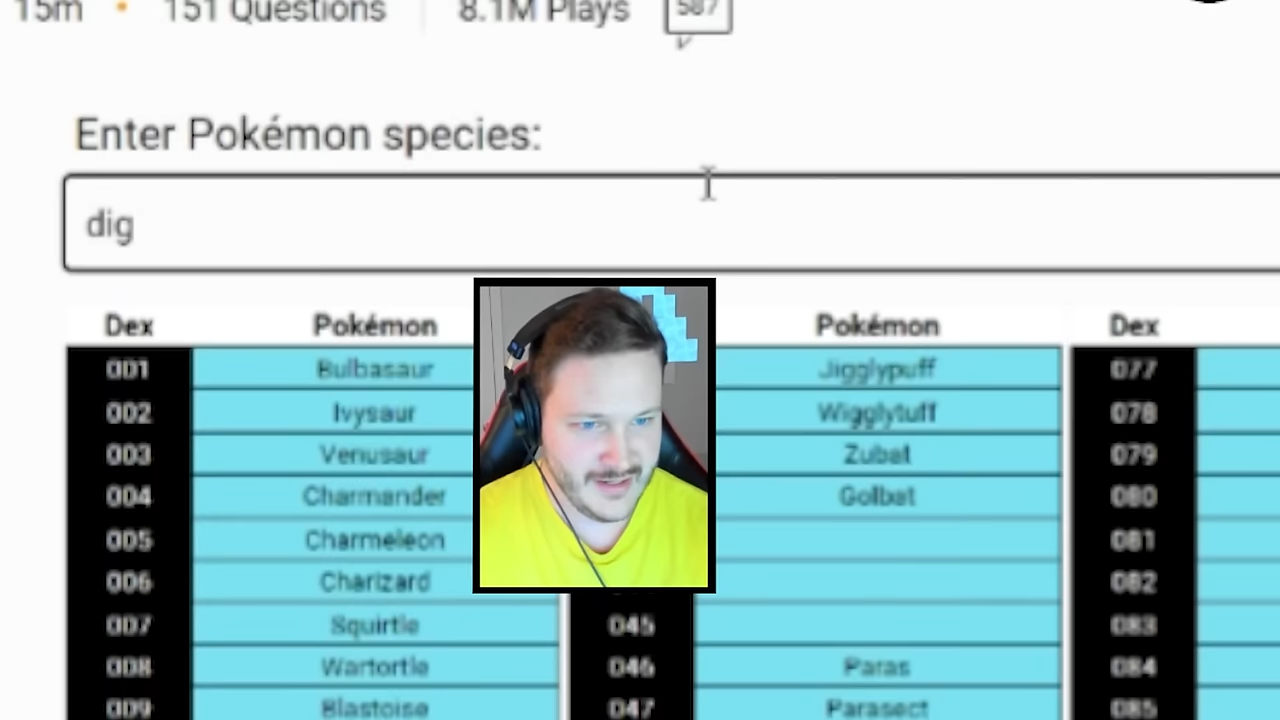 15m • 151 Questions 8.1M Plays 587
Enter Pokémon species:
dig
Dex Pokémon Pokémon Dex
001 Bulbasaur Jigglypuff 077
002 Ivysaur Wigglytuff 078
003 Venusaur Zubat 079
004 Charmander Golbat 080
005 Charmeleon 081
006 Charizard 082
007 Squirtle 045 083
008 Wartortle 046 Paras 084
009 Blastoise 047 Parasect 085